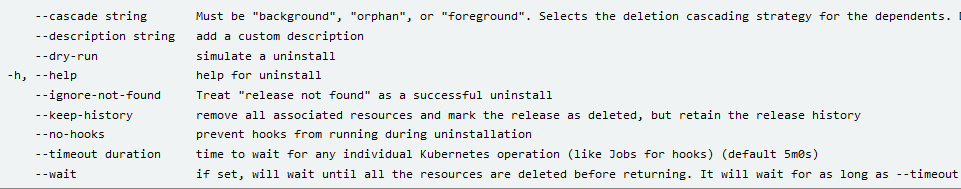 --cascade string Must be "background", "orphan", or "foreground". Selects the deletion cascading strategy for the dependents.
--description string add a custom description
--dry-run simulate a uninstall
-h, --help help for uninstall
--ignore-not-found Treat "release not found" as a successful uninstall
--keep-history remove all associated resources and mark the release as deleted, but retain the release history
--no-hooks prevent hooks from running during uninstallation
--timeout duration time to wait for any individual Kubernetes operation (like Jobs for hooks) (default 5m0s)
--wait if set, will wait until all the resources are deleted before returning. It will wait for as long as --timeout